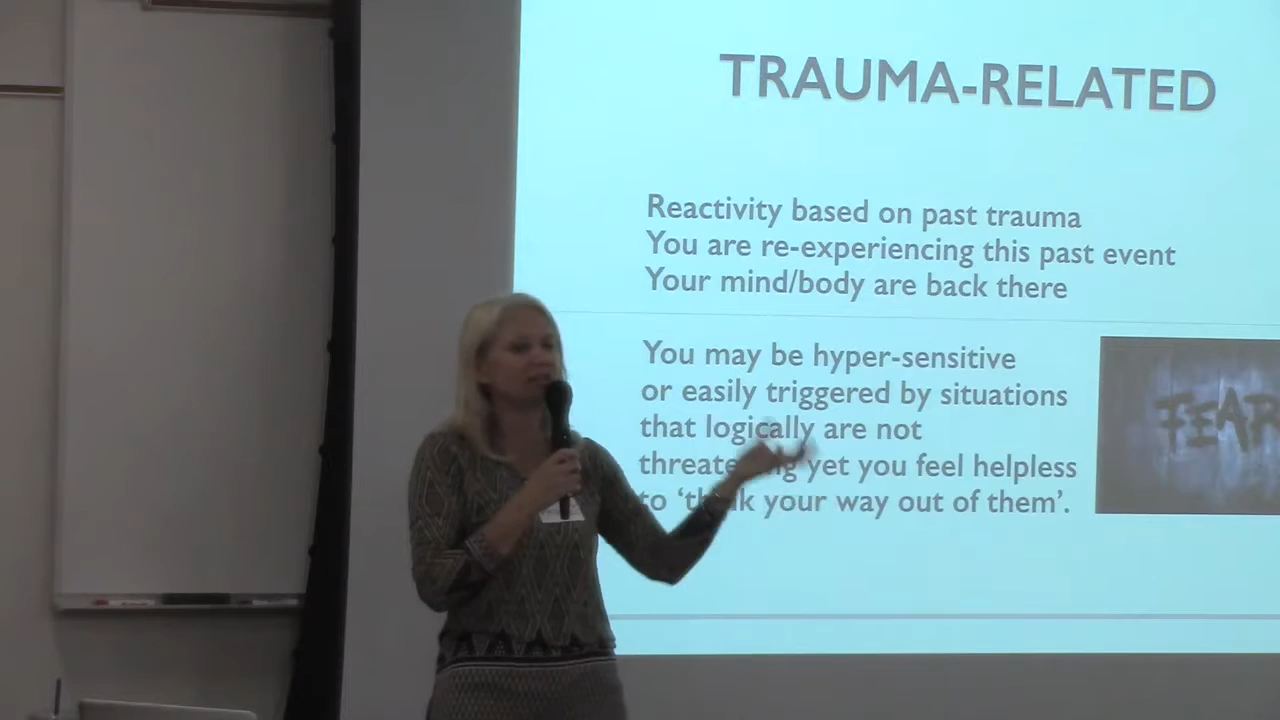 TRAUMA-RELATED
Reactivity based on past trauma
You are re-experiencing this past event
Your mind/body are back there
You may be hyper-sensitive
or easily triggered by situations
that logically are not
yet you feel helpless
to 'think your way out of them'.
FEAR